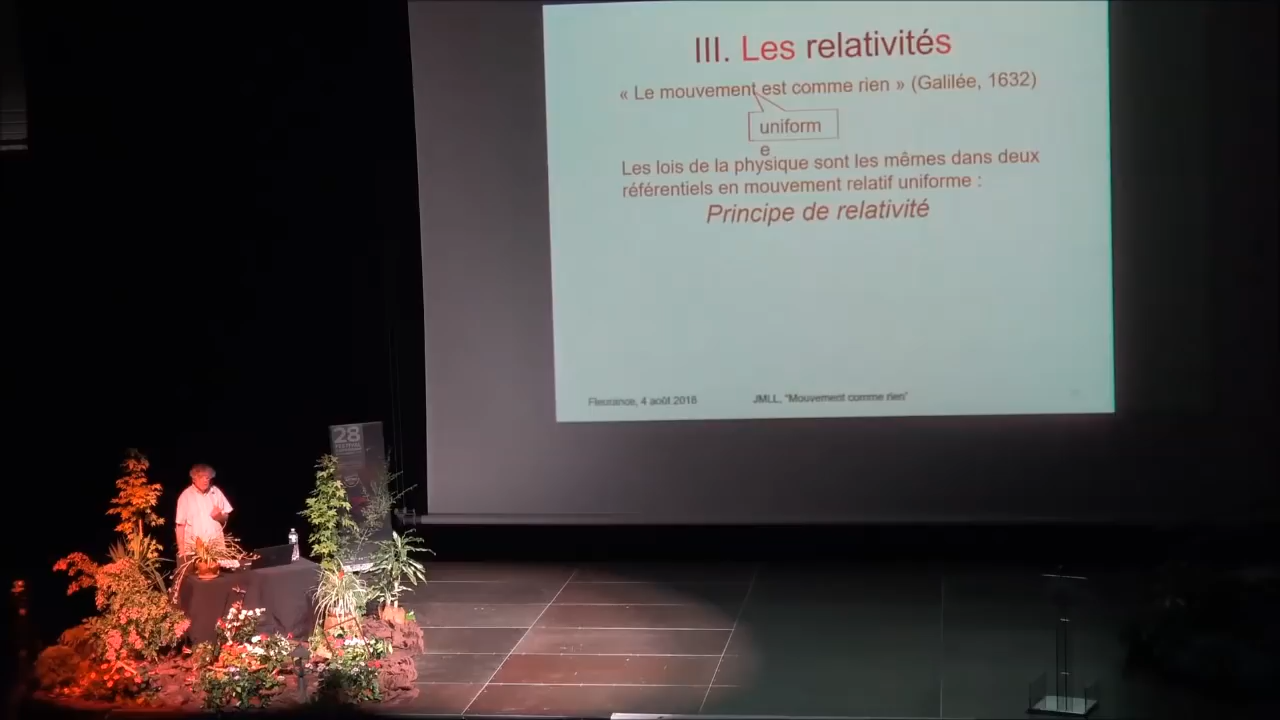 III. Les relativités
« Le mouvement est comme rien » (Galilée, 1632)
uniform
e
Les lois de la physique sont les mêmes dans deux
référentiels en mouvement relatif uniforme :
Principe de relativité
Fleurance, 4 août 2018
JMLL, "Mouvement comme rien"
28
FESTIVAL